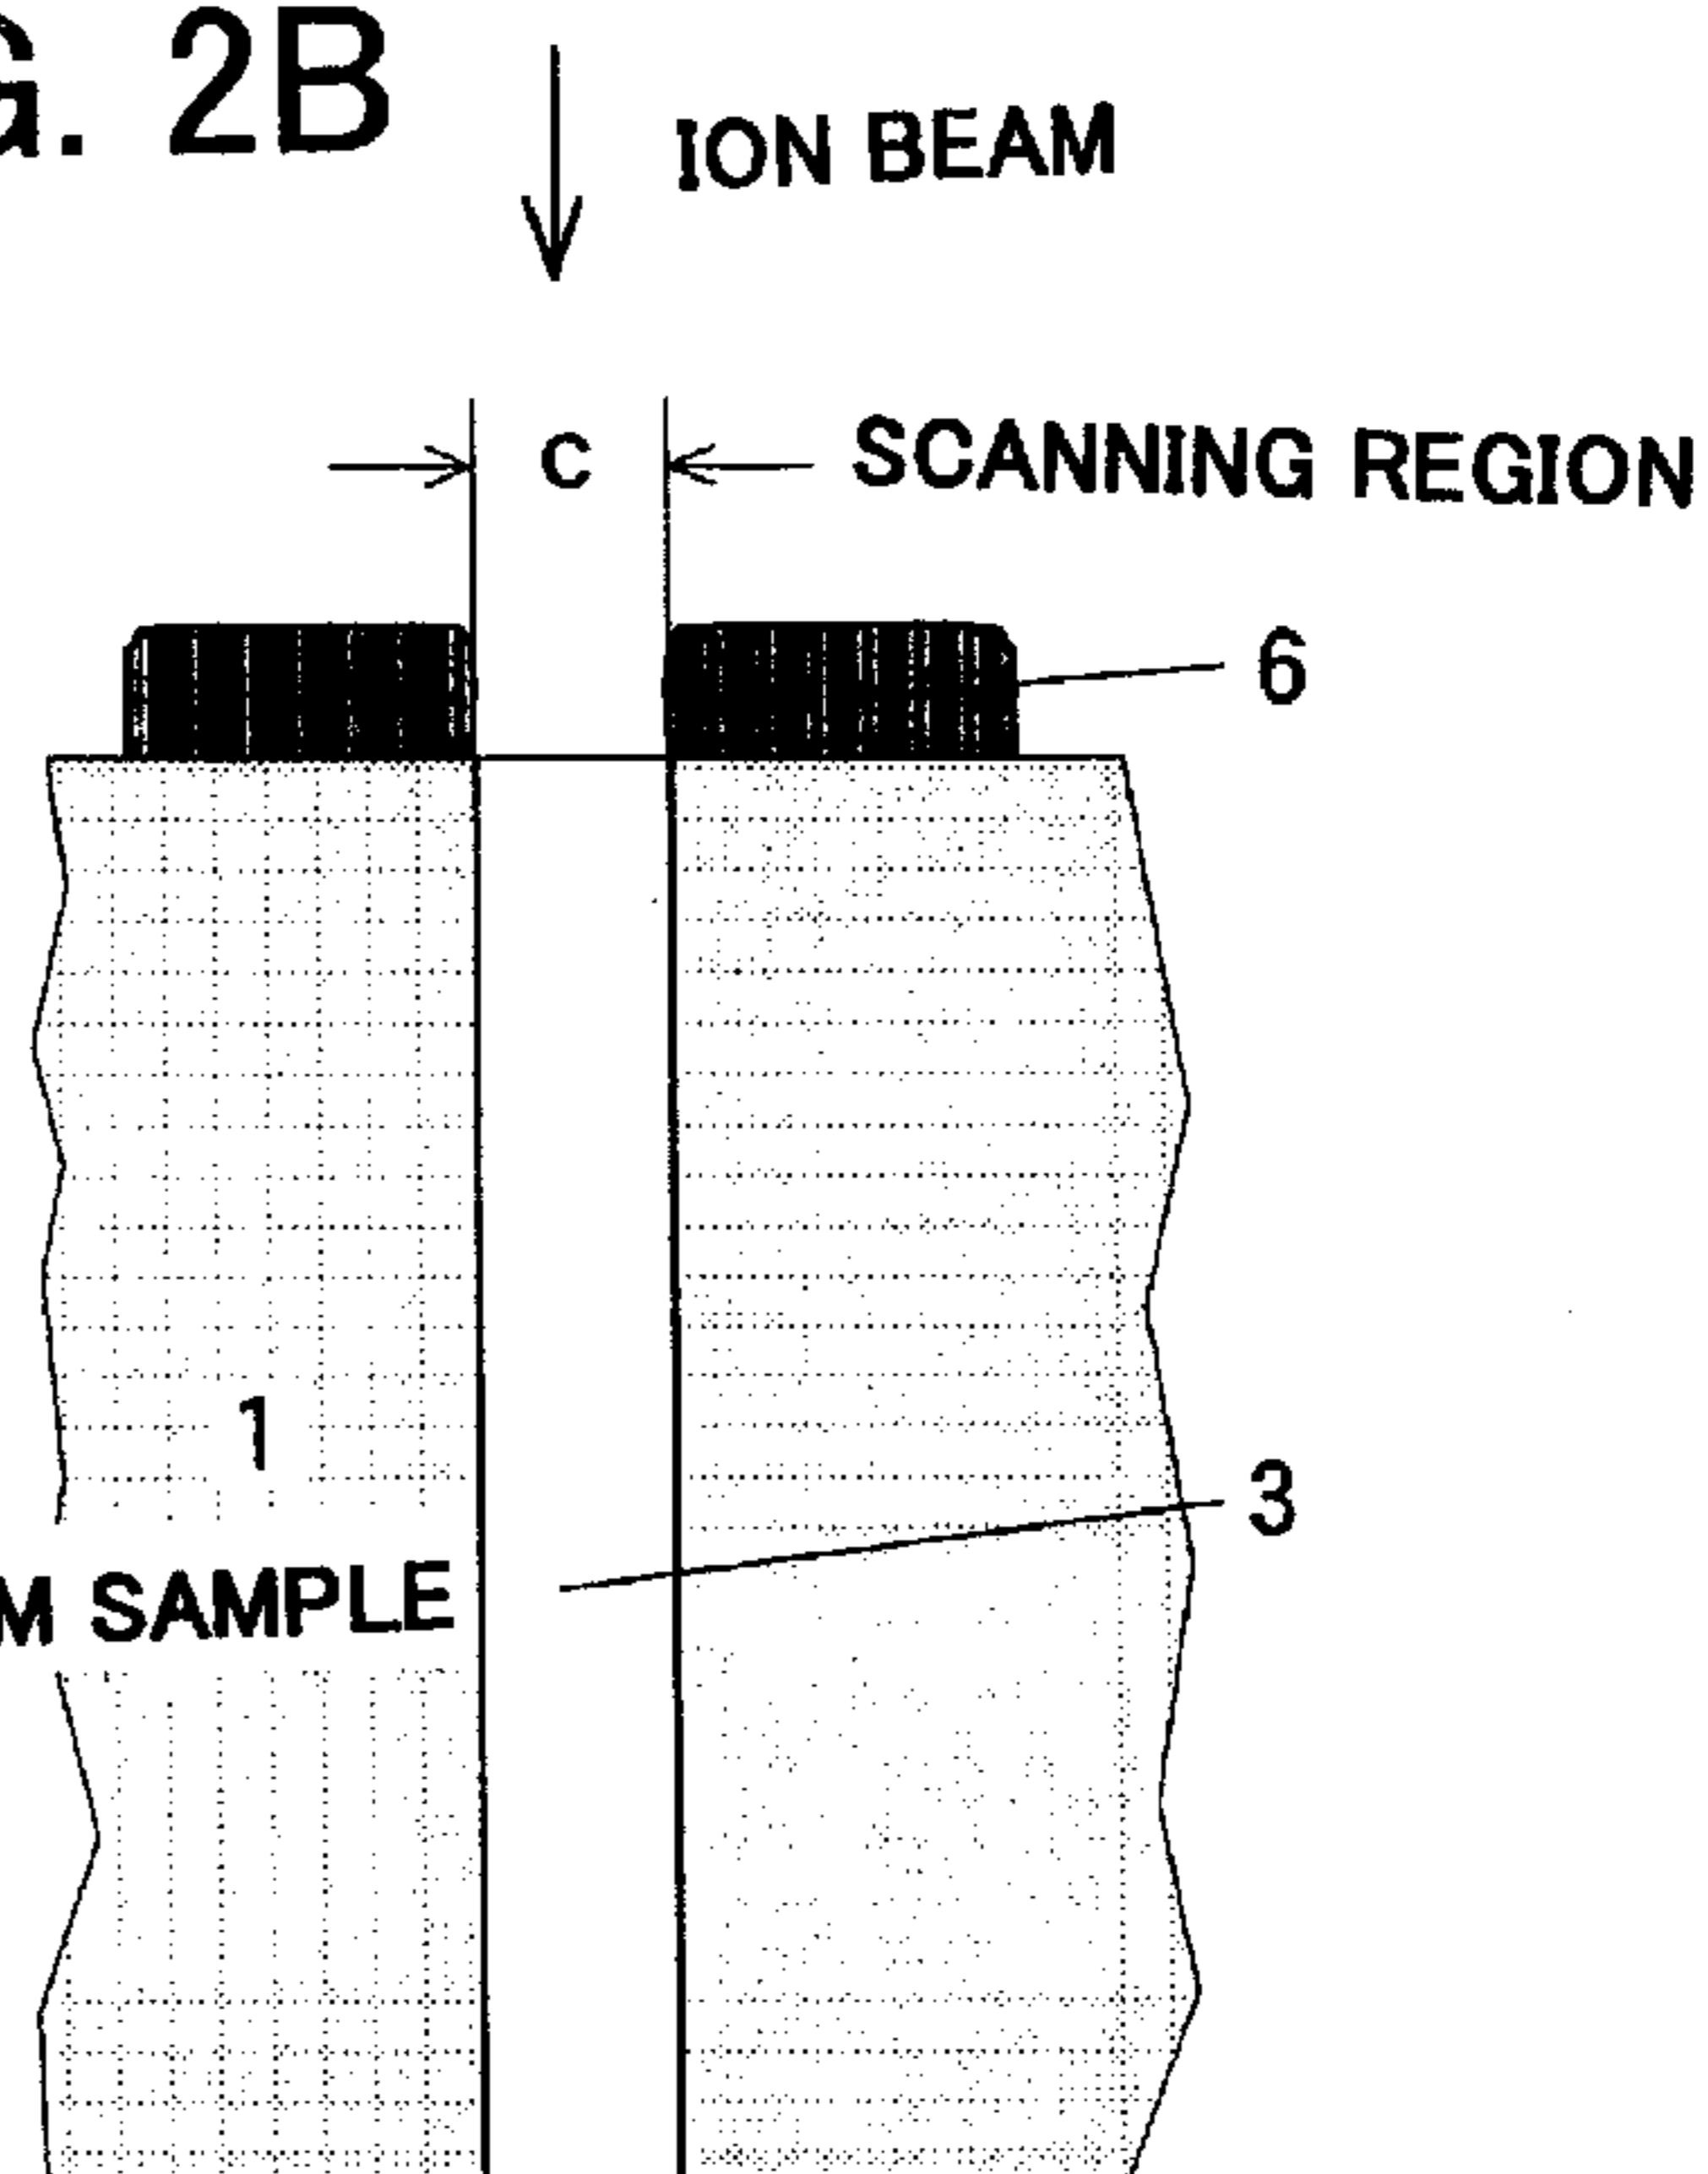 G. 2B
ION BEAM
C SCANNING REGION
6
1
3
M SAMPLE